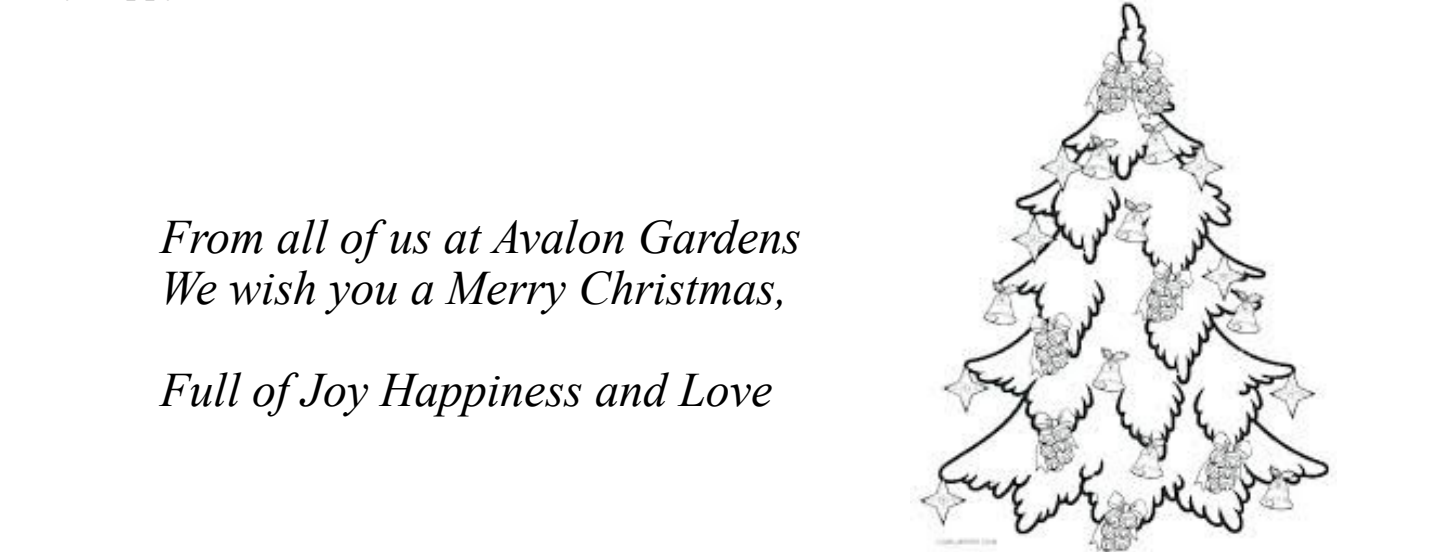 From all of us at Avalon Gardens
We wish you a Merry Christmas,
Full of Joy Happiness and Love